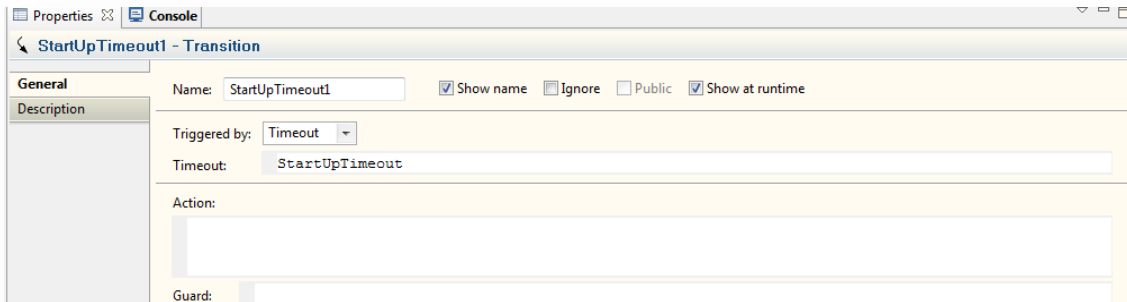 Properties Console
StartUpTimeout1 - Transition
General
Description
Name: StartUpTimeout1 Show name Ignore Public Show at runtime
Triggered by: Timeout
Timeout: StartUpTimeout
Action:
Guard: